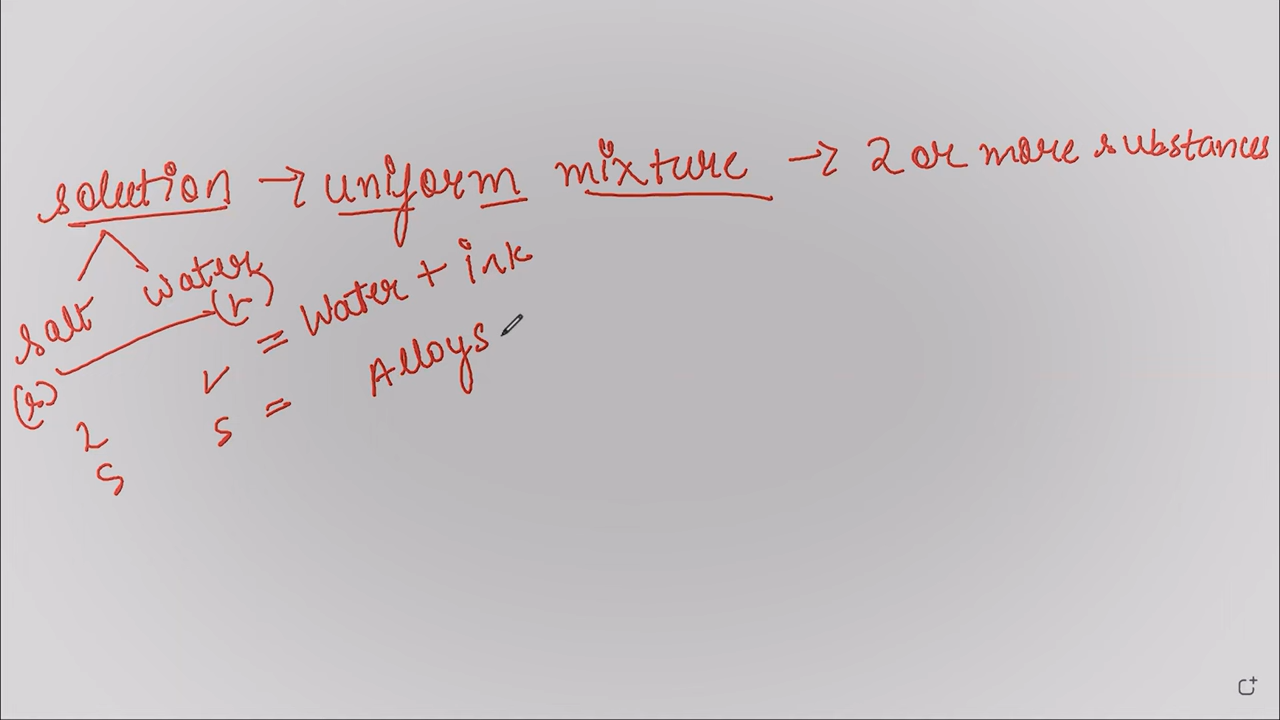 solution → uniform mixture → 2 or more substances
salt water
(s) (r)
2 r = Water + ink
S S = Alloys